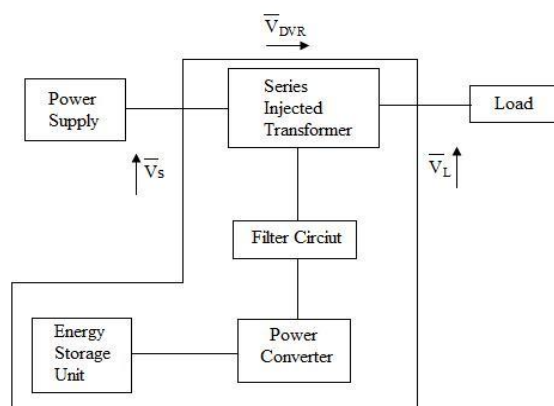 V̅DVR
Power
Supply
Series
Injected
Transformer
Load
V̅s
V̅L
Filter Circiut
Energy
Storage
Unit
Power
Converter